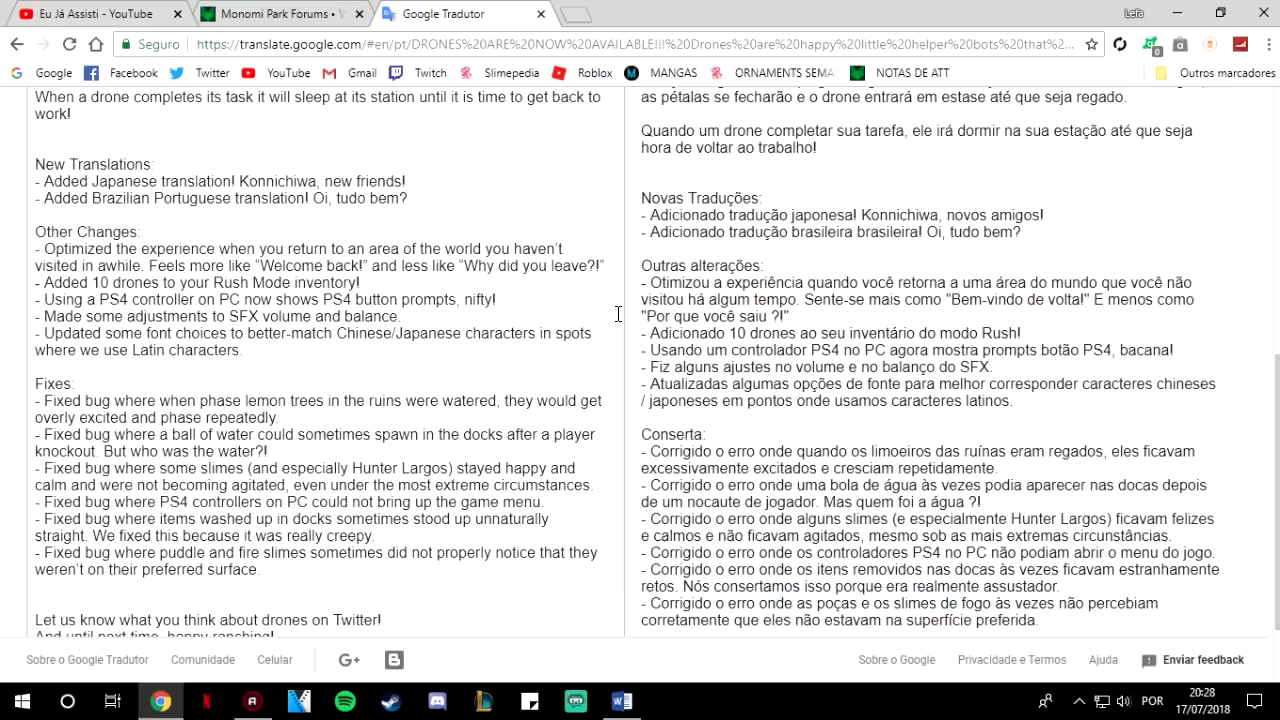 Eu Já Assisti - YouTube
Monomi Park Forums • V
Google Tradutor
Lefa
Seguro
https://translate.google.com/#en/pt/DRONES%20ARE%20NOW%20AVAILABLE!!!%20Drones%20are%20happy%20little%20helper%20bots%20that%2...
Google
Facebook
Twitter
YouTube
Gmail
Twitch
Slimepedia
Roblox
MANGAS
ORNAMENTS SEMA
NOTAS DE ATT
Outros marcadores
When a drone completes its task it will sleep at its station until it is time to get back to
work!
New Translations:
- Added Japanese translation! Konnichiwa, new friends!
- Added Brazilian Portuguese translation! Oi, tudo bem?
Other Changes:
- Optimized the experience when you return to an area of the world you haven’t
visited in awhile. Feels more like “Welcome back!” and less like “Why did you leave?!”
- Added 10 drones to your Rush Mode inventory!
- Using a PS4 controller on PC now shows PS4 button prompts, nifty!
- Made some adjustments to SFX volume and balance.
- Updated some font choices to better-match Chinese/Japanese characters in spots
where we use Latin characters.
Fixes:
- Fixed bug where when phase lemon trees in the ruins were watered, they would get
overly excited and phase repeatedly.
- Fixed bug where a ball of water could sometimes spawn in the docks after a player
knockout. But who was the water?!
- Fixed bug where some slimes (and especially Hunter Largos) stayed happy and
calm and were not becoming agitated, even under the most extreme circumstances.
- Fixed bug where PS4 controllers on PC could not bring up the game menu.
- Fixed bug where items washed up in docks sometimes stood up unnaturally
straight. We fixed this because it was really creepy.
- Fixed bug where puddle and fire slimes sometimes did not properly notice that they
weren’t on their preferred surface.
Let us know what you think about drones on Twitter!
And until next time, happy ranching!
as pétalas se fecharão e o drone entrará em estase até que seja regado.
Quando um drone completar sua tarefa, ele irá dormir na sua estação até que seja
hora de voltar ao trabalho!
Novas Traduções:
- Adicionado tradução japonesa! Konnichiwa, novos amigos!
- Adicionado tradução brasileira brasileira! Oi, tudo bem?
Outras alterações:
- Otimizou a experiência quando você retorna a uma área do mundo que você não
visitou há algum tempo. Sente-se mais como "Bem-vindo de volta!" E menos como
"Por que você saiu ?!"
- Adicionado 10 drones ao seu inventário do modo Rush!
- Usando um controlador PS4 no PC agora mostra prompts botão PS4, bacana!
- Fiz alguns ajustes no volume e no balanço do SFX.
- Atualizadas algumas opções de fonte para melhor corresponder caracteres chineses
/ japoneses em pontos onde usamos caracteres latinos.
Conserta:
- Corrigido o erro onde quando os limoeiros das ruínas eram regados, eles ficavam
excessivamente excitados e cresciam repetidamente.
- Corrigido o erro onde uma bola de água às vezes podia aparecer nas docas depois
de um nocaute de jogador. Mas quem foi a água ?!
- Corrigido o erro onde alguns slimes (e especialmente Hunter Largos) ficavam felizes
e calmos e não ficavam agitados, mesmo sob as mais extremas circunstâncias.
- Corrigido o erro onde os controladores PS4 no PC não podiam abrir o menu do jogo.
- Corrigido o erro onde os itens removidos nas docas às vezes ficavam estranhamente
retos. Nós consertamos isso porque era realmente assustador.
- Corrigido o erro onde as poças e os slimes de fogo às vezes não percebiam
corretamente que eles não estavam na superfície preferida.
Sobre o Google Tradutor
Comunidade
Celular
G+
Sobre o Google
Privacidade e Termos
Ajuda
Enviar feedback
POR
20:28
17/07/2018